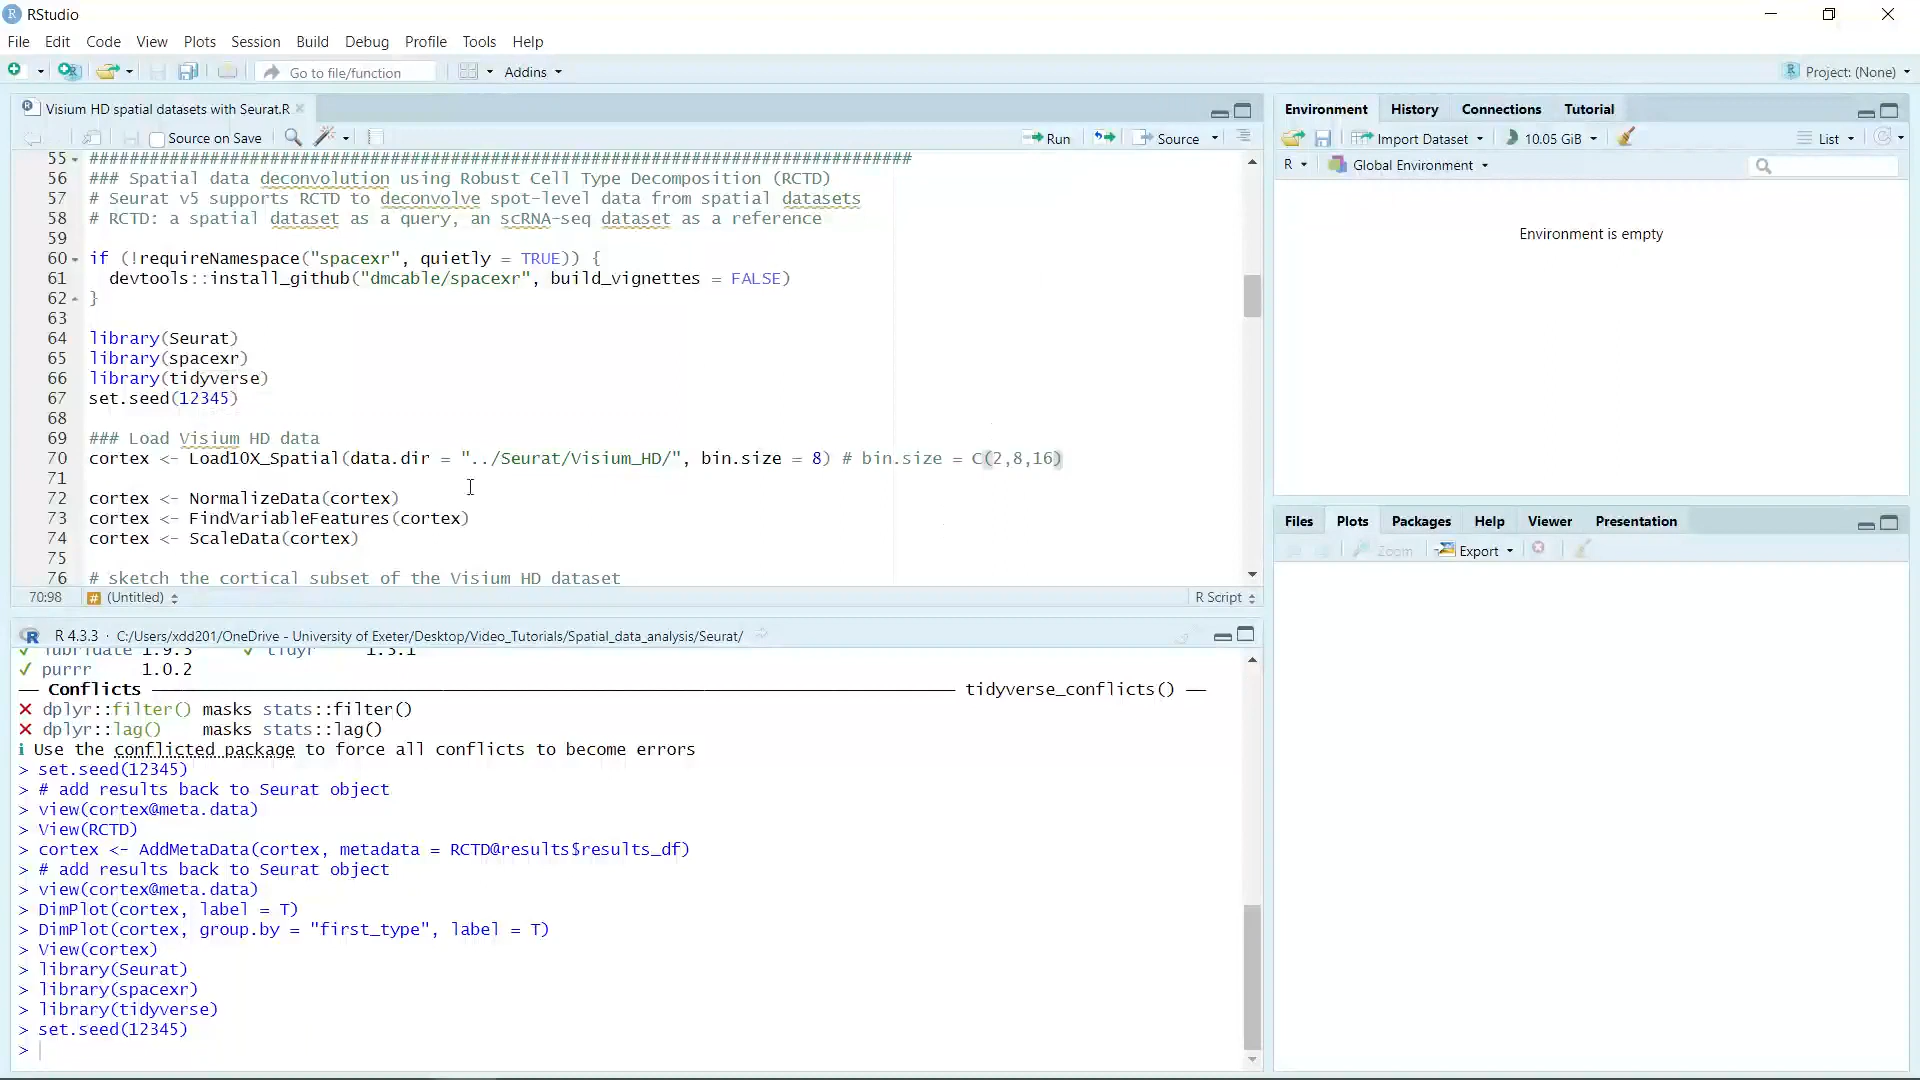 RStudio
File Edit Code View Plots Session Build Debug Profile Tools Help
Go to file/function Addins Project: (None)
Visium HD spatial datasets with Seurat.R
Source on Save Run Source
55 ##################################################################################
56 ### Spatial data deconvolution using Robust Cell Type Decomposition (RCTD)
57 # Seurat v5 supports RCTD to deconvolve spot-level data from spatial datasets
58 # RCTD: a spatial dataset as a query, an scRNA-seq dataset as a reference
59
60 if (!requireNamespace("spacexr", quietly = TRUE)) {
61 devtools::install_github("dmcable/spacexr", build_vignettes = FALSE)
62 }
63
64 library(Seurat)
65 library(spacexr)
66 library(tidyverse)
67 set.seed(12345)
68
69 ### Load Visium HD data
70 cortex <- Load10X_Spatial(data.dir = "../Seurat/Visium_HD/", bin.size = 8) # bin.size = C(2,8,16)
71
72 cortex <- NormalizeData(cortex)
73 cortex <- FindVariableFeatures(cortex)
74 cortex <- ScaleData(cortex)
75
76 # sketch the cortical subset of the Visium HD dataset
70:98 # (Untitled) R Script
R 4.3.3 · C:/Users/xdd201/OneDrive - University of Exeter/Desktop/Video_Tutorials/Spatial_data_analysis/Seurat/
✓ lubridate 1.9.3 ✓ tidyr 1.3.1
✓ purrr 1.0.2
── Conflicts ── tidyverse_conflicts() ──
✗ dplyr::filter() masks stats::filter()
✗ dplyr::lag() masks stats::lag()
ℹ Use the conflicted package to force all conflicts to become errors
> set.seed(12345)
> # add results back to Seurat object
> view(cortex@meta.data)
> View(RCTD)
> cortex <- AddMetaData(cortex, metadata = RCTD@results$results_df)
> # add results back to Seurat object
> view(cortex@meta.data)
> DimPlot(cortex, label = T)
> DimPlot(cortex, group.by = "first_type", label = T)
> View(cortex)
> library(Seurat)
> library(spacexr)
> library(tidyverse)
> set.seed(12345)
>
Environment History Connections Tutorial
Import Dataset 10.05 GiB List
R Global Environment
Environment is empty
Files Plots Packages Help Viewer Presentation
Zoom Export